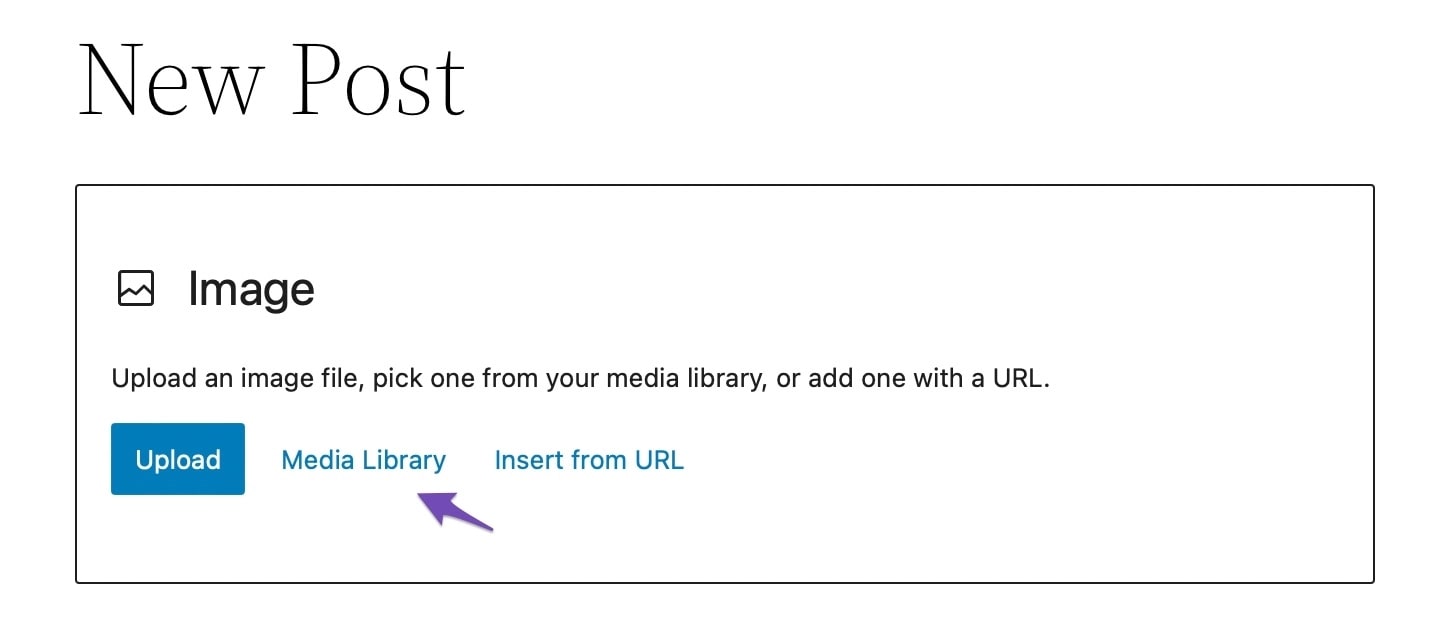 New Post
Image
Upload an image file, pick one from your media library, or add one with a URL.
Upload Media Library Insert from URL